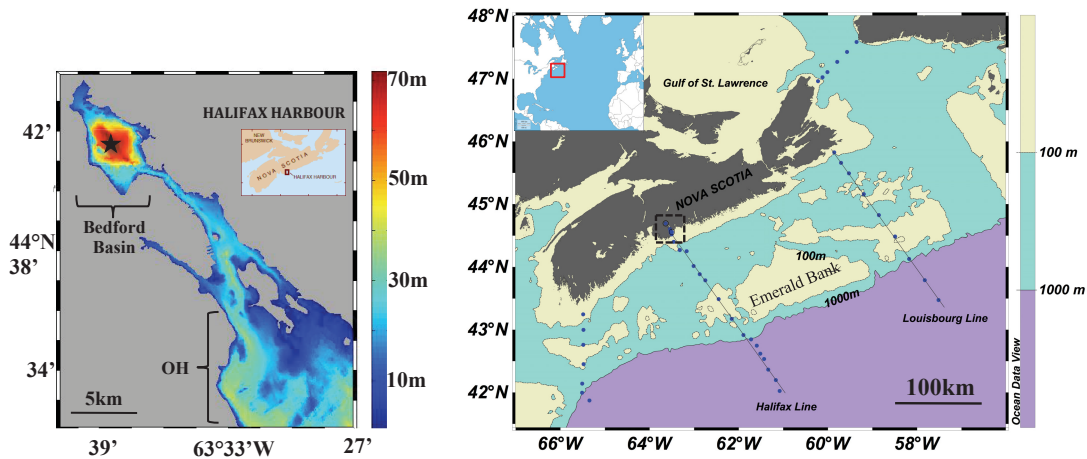 70m
50m
30m
10m
HALIFAX HARBOUR
NEW
BRUNSWICK
NOVA SCOTIA
HALIFAX HARBOUR
42’
44°N
38’
34’
Bedford
Basin
OH
5km
39’
63°33’W
27’
48°N
47°N
46°N
45°N
44°N
43°N
42°N
66°W
64°W
62°W
60°W
58°W
Gulf of St. Lawrence
NOVA SCOTIA
100m
Emerald Bank
1000m
Louisbourg Line
Halifax Line
100km
100 m
1000 m
Ocean Data View